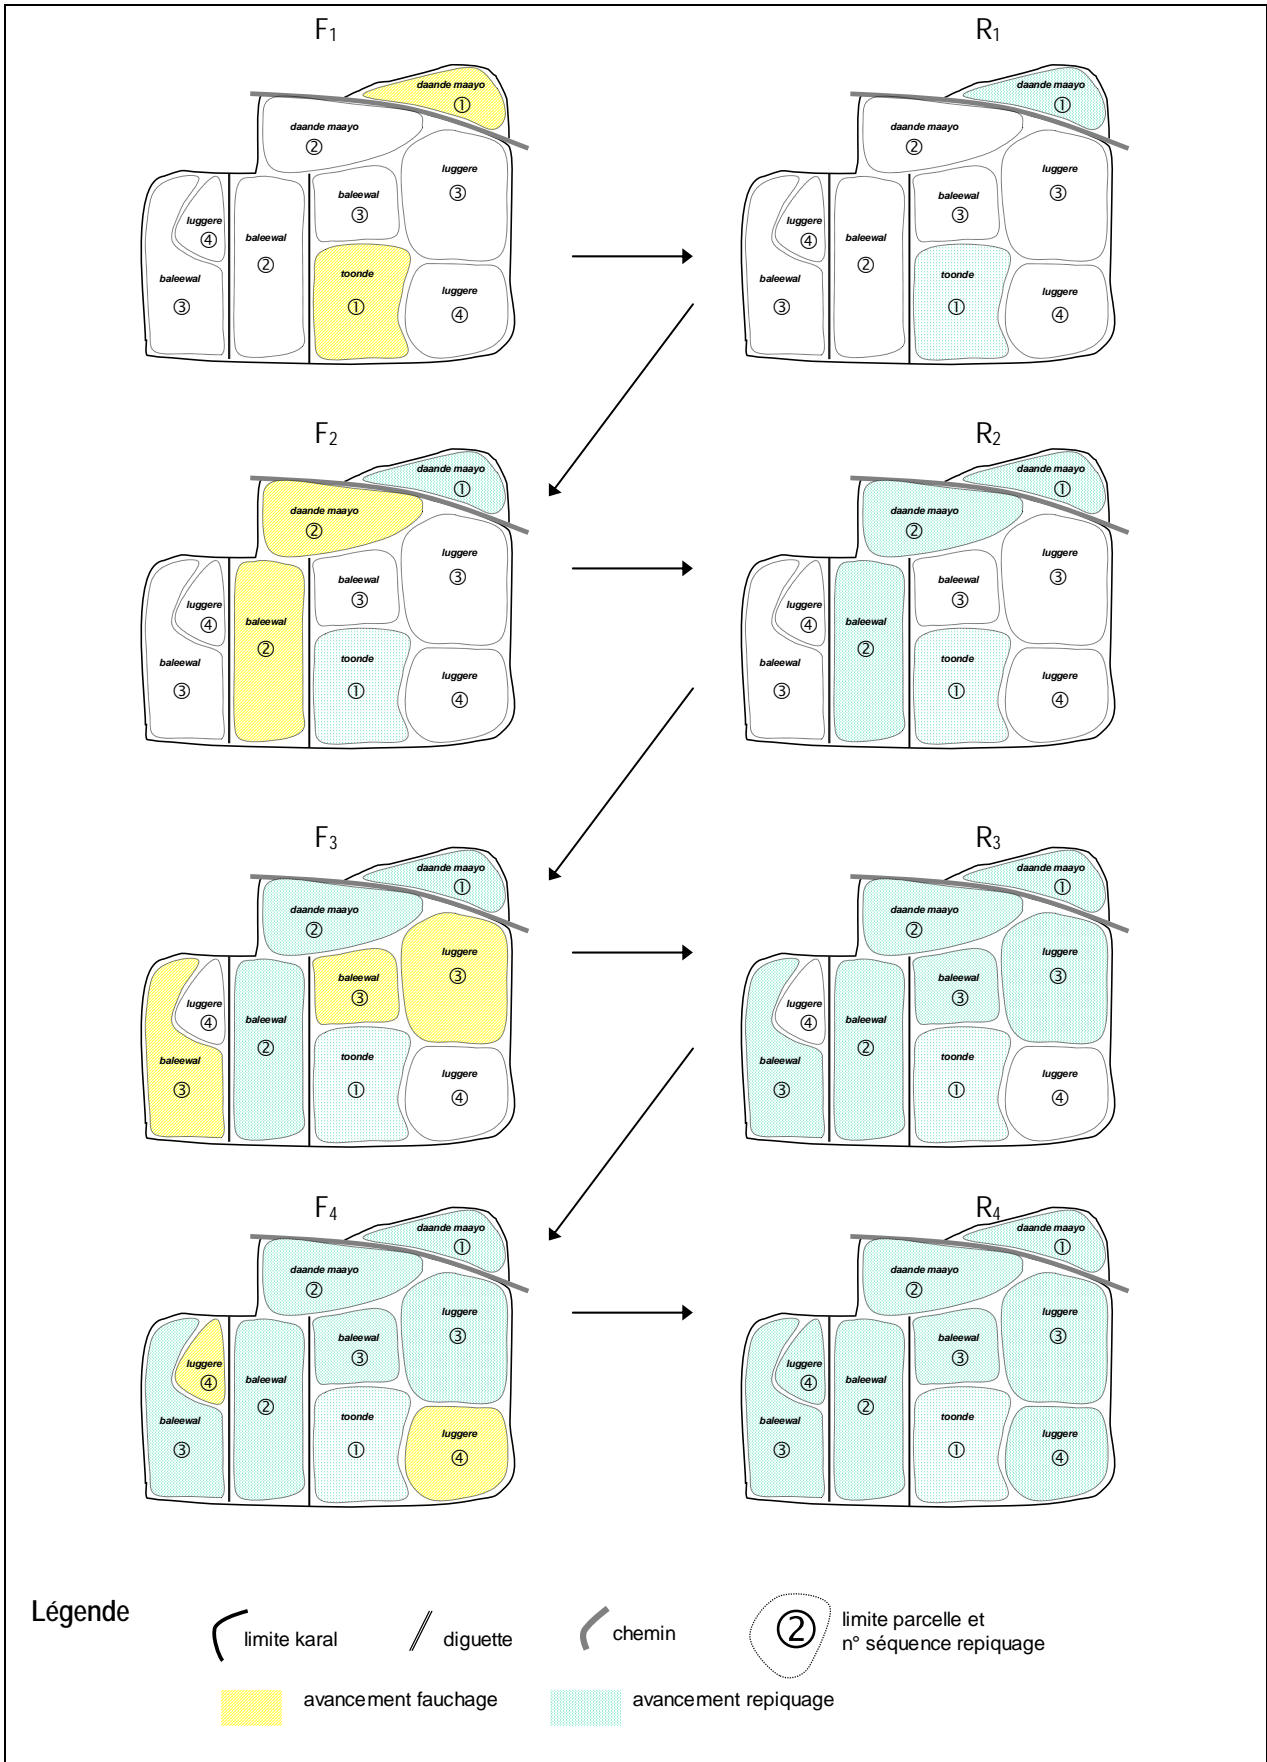 F1
R1
daande maayo
①
daande maayo
②
luggere
③
baleewal
③
luggere
④
baleewal
②
toonde
①
baleewal
③
luggere
④
daande maayo
①
daande maayo
②
luggere
③
baleewal
③
luggere
④
baleewal
②
toonde
①
baleewal
③
luggere
④
F2
R2
daande maayo
①
daande maayo
②
luggere
③
baleewal
③
luggere
④
baleewal
②
toonde
①
baleewal
③
luggere
④
daande maayo
①
daande maayo
②
luggere
③
baleewal
③
luggere
④
baleewal
②
toonde
①
baleewal
③
luggere
④
F3
R3
daande maayo
①
daande maayo
②
luggere
③
baleewal
③
luggere
④
baleewal
②
toonde
①
baleewal
③
luggere
④
daande maayo
①
daande maayo
②
luggere
③
baleewal
③
luggere
④
baleewal
②
toonde
①
baleewal
③
luggere
④
F4
R4
daande maayo
①
daande maayo
②
luggere
③
baleewal
③
luggere
④
baleewal
②
toonde
①
baleewal
③
luggere
④
daande maayo
①
daande maayo
②
luggere
③
baleewal
③
luggere
④
baleewal
②
toonde
①
baleewal
③
luggere
④
Légende
limite karal
diguette
chemin
②
limite parcelle et
n° séquence repiquage
avancement fauchage
avancement repiquage